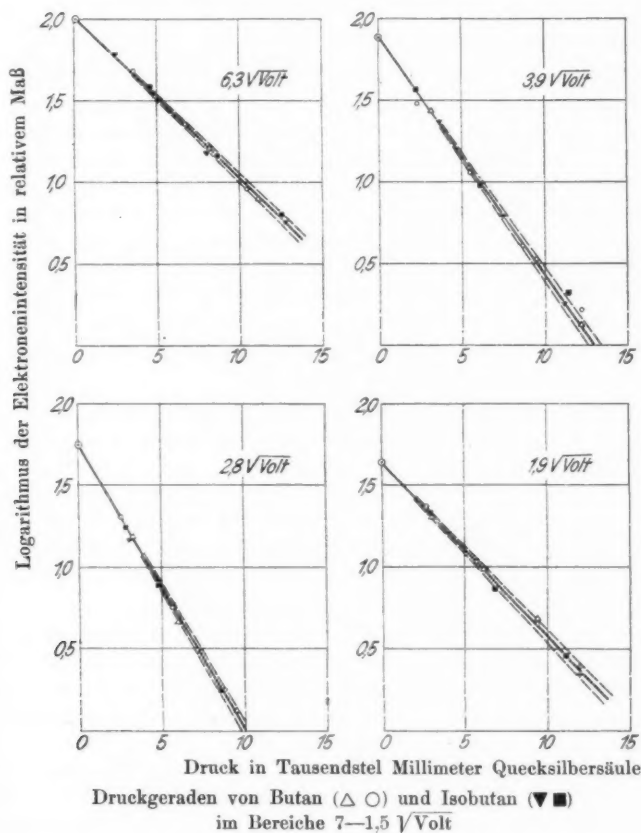 Logarithmus der Elektronenintensität in relativem Maß
2,0
1,5
1,0
0,5
0 5 10 15
6,3 √Volt
2,0
1,5
1,0
0,5
0 5 10 15
3,9 √Volt
2,0
1,5
1,0
0,5
0 5 10 15
2,8 √Volt
2,0
1,5
1,0
0,5
0 5 10 15
1,9 √Volt
Druck in Tausendstel Millimeter Quecksilbersäule
Druckgeraden von Butan (△ ○) und Isobutan (▼ ■)
im Bereiche 7—1,5 √Volt